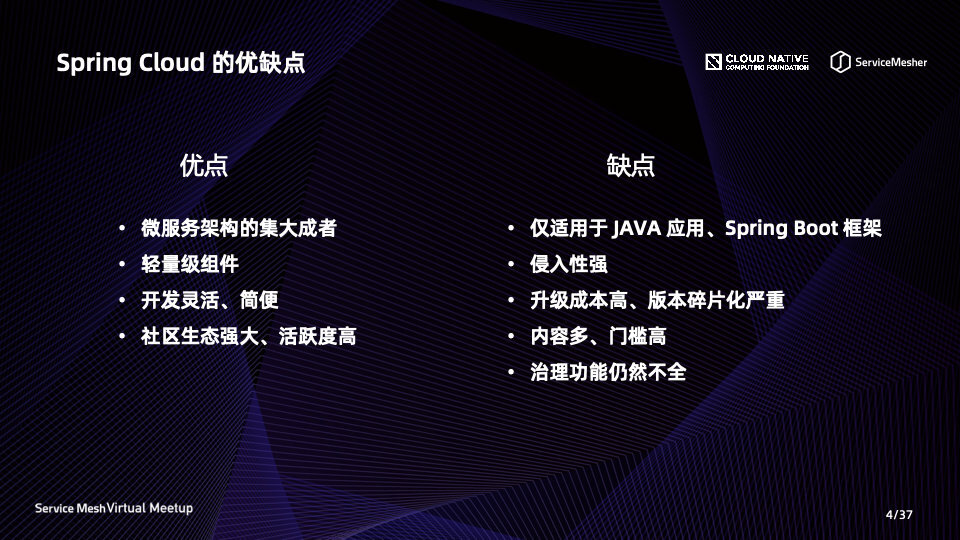 Spring Cloud 的优缺点
CLOUD NATIVE
COMPUTING FOUNDATION
ServiceMesher
优点
• 微服务架构的集大成者
• 轻量级组件
• 开发灵活、简便
• 社区生态强大、活跃度高
缺点
• 仅适用于 JAVA 应用、Spring Boot 框架
• 侵入性强
• 升级成本高、版本碎片化严重
• 内容多、门槛高
• 治理功能仍然不全
Service Mesh Virtual Meetup
4/37